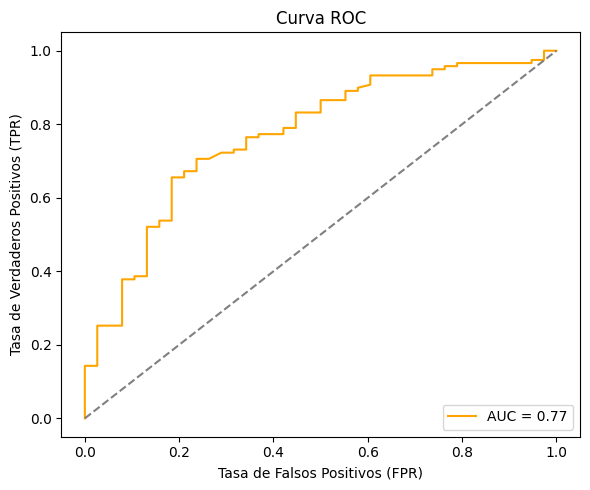 Curva ROC
Tasa de Verdaderos Positivos (TPR)
1.0
0.8
0.6
0.4
0.2
0.0
0.0 0.2 0.4 0.6 0.8 1.0
Tasa de Falsos Positivos (FPR)
AUC = 0.77